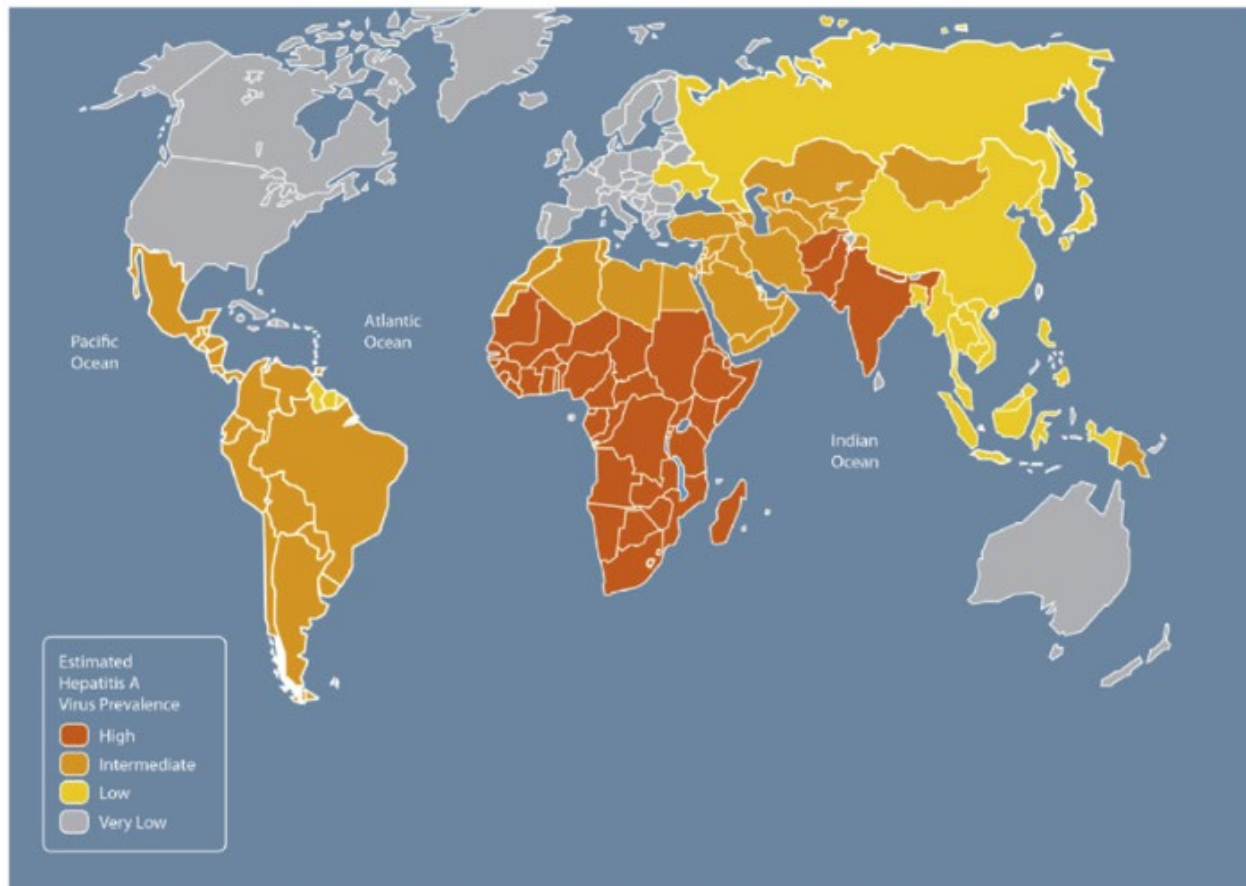 Pacific
Ocean
Atlantic
Ocean
Indian
Ocean
Estimated
Hepatitis A
Virus Prevalence
High
Intermediate
Low
Very Low